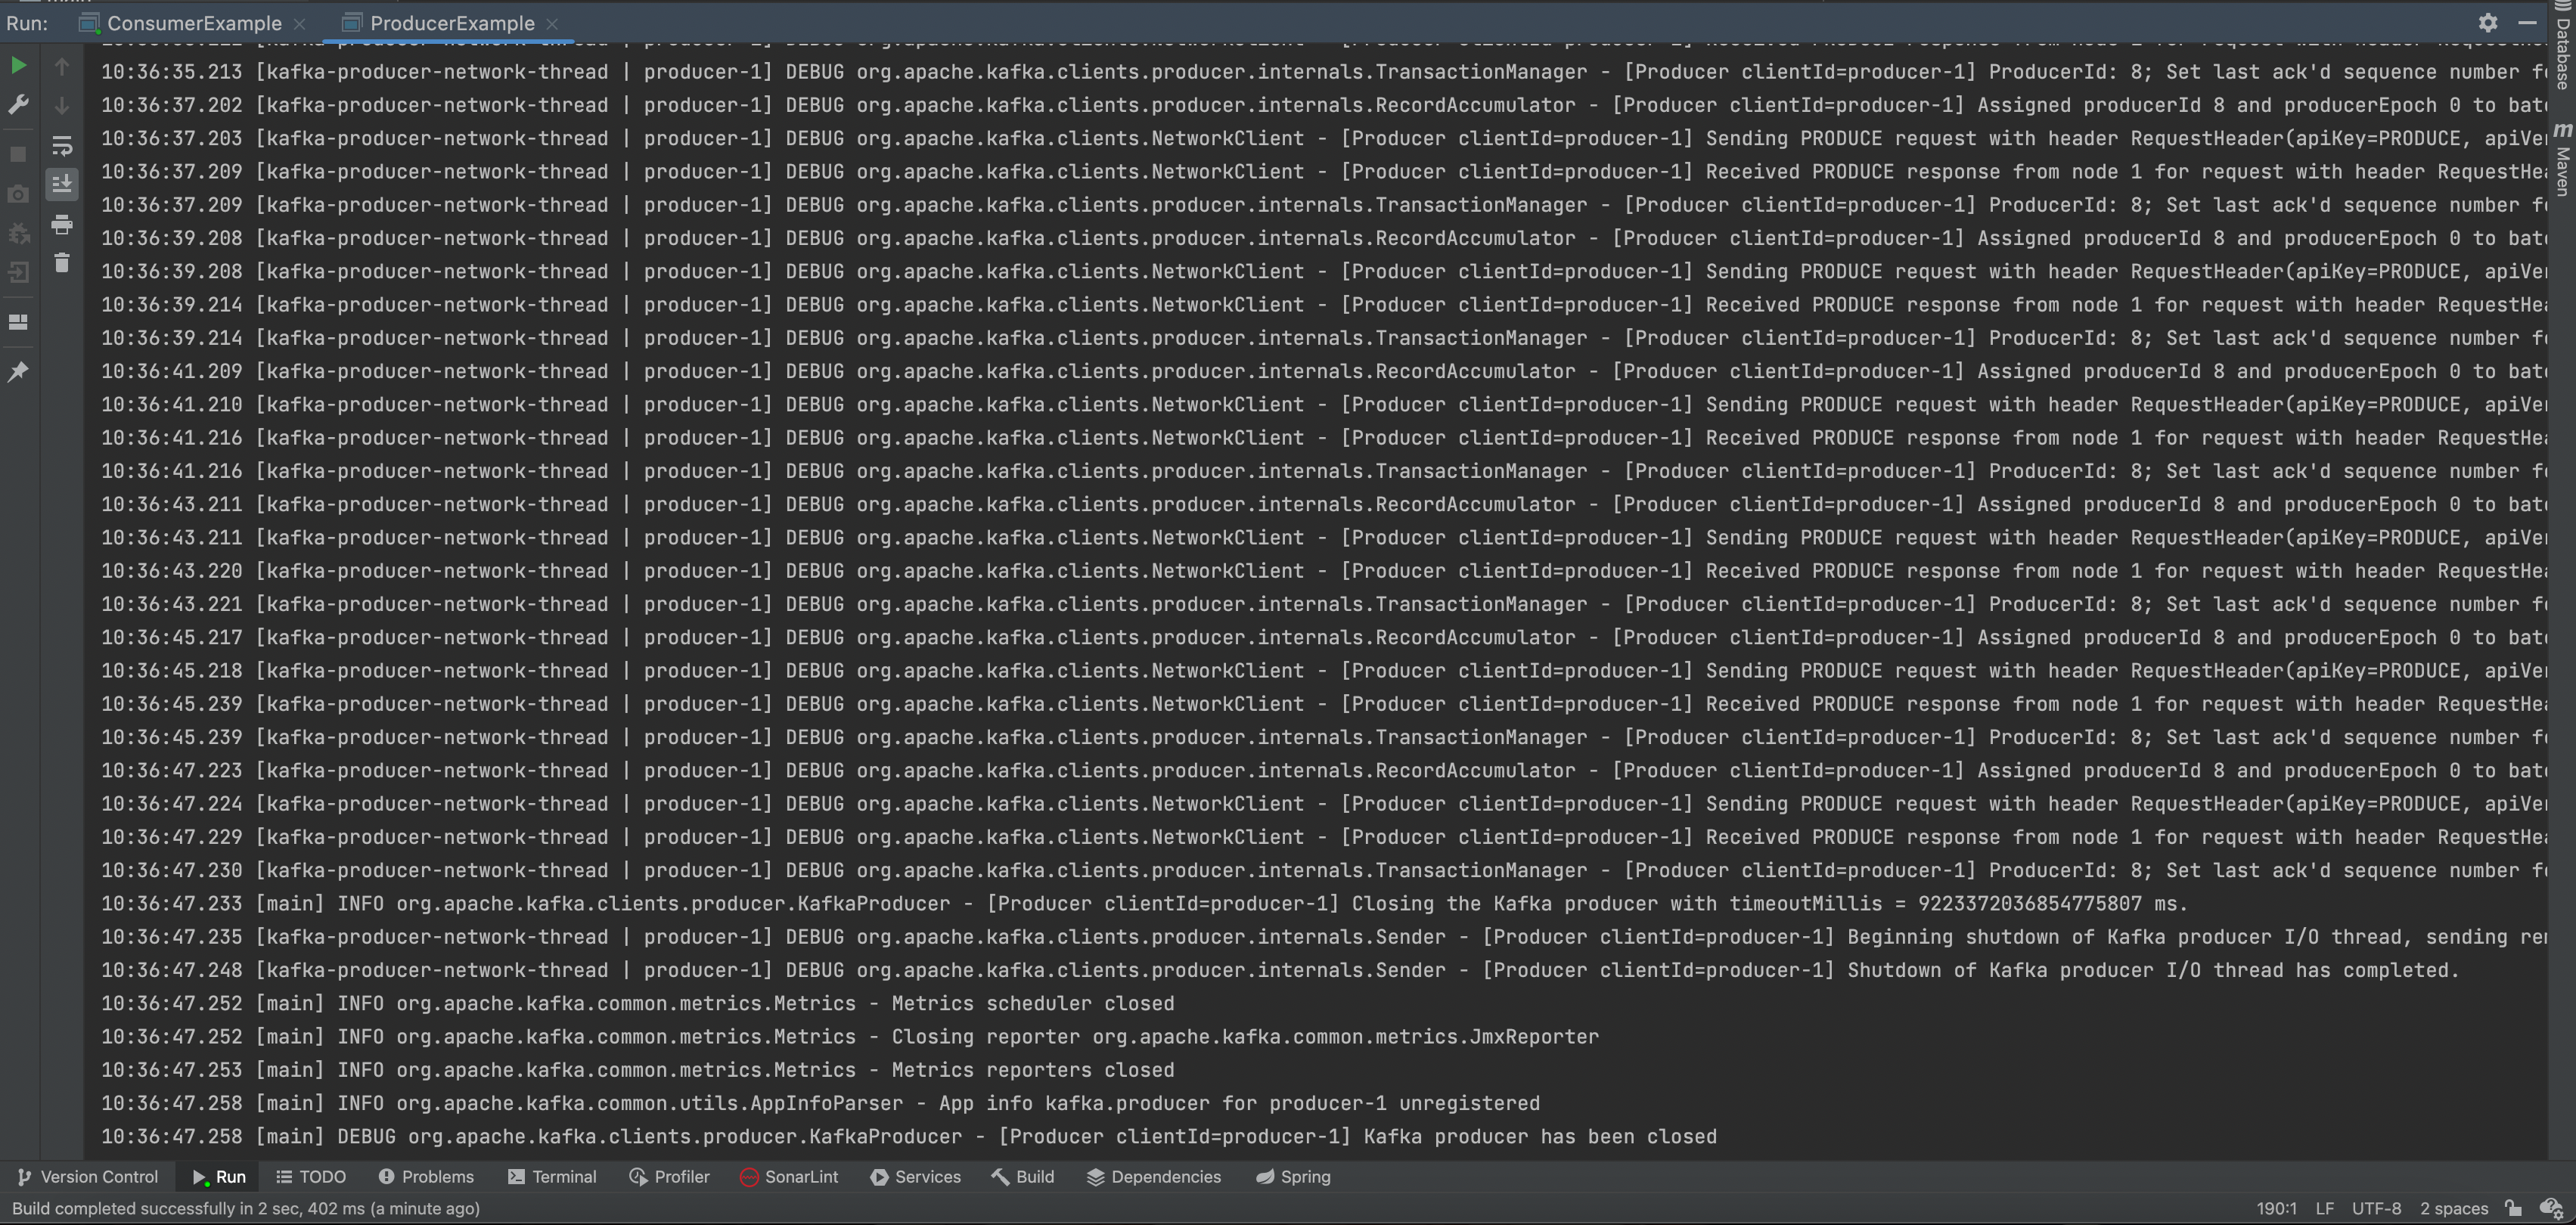 Run: ConsumerExample ProducerExample
10:36:35.213 [kafka-producer-network-thread | producer-1] DEBUG org.apache.kafka.clients.producer.internals.TransactionManager - [Producer clientId=producer-1] ProducerId: 8; Set last ack'd sequence number
10:36:37.202 [kafka-producer-network-thread | producer-1] DEBUG org.apache.kafka.clients.producer.internals.RecordAccumulator - [Producer clientId=producer-1] Assigned producerId 8 and producerEpoch 0 to
10:36:37.203 [kafka-producer-network-thread | producer-1] DEBUG org.apache.kafka.clients.NetworkClient - [Producer clientId=producer-1] Sending PRODUCE request with header RequestHeader(apiKey=PRODUCE,
10:36:37.209 [kafka-producer-network-thread | producer-1] DEBUG org.apache.kafka.clients.NetworkClient - [Producer clientId=producer-1] Received PRODUCE response from node 1 for request with header
10:36:37.209 [kafka-producer-network-thread | producer-1] DEBUG org.apache.kafka.clients.producer.internals.TransactionManager - [Producer clientId=producer-1] ProducerId: 8; Set last ack'd sequence number
10:36:39.208 [kafka-producer-network-thread | producer-1] DEBUG org.apache.kafka.clients.producer.internals.RecordAccumulator - [Producer clientId=producer-1] Assigned producerId 8 and producerEpoch 0 to
10:36:39.208 [kafka-producer-network-thread | producer-1] DEBUG org.apache.kafka.clients.NetworkClient - [Producer clientId=producer-1] Sending PRODUCE request with header RequestHeader(apiKey=PRODUCE,
10:36:39.214 [kafka-producer-network-thread | producer-1] DEBUG org.apache.kafka.clients.NetworkClient - [Producer clientId=producer-1] Received PRODUCE response from node 1 for request with header
10:36:39.214 [kafka-producer-network-thread | producer-1] DEBUG org.apache.kafka.clients.producer.internals.TransactionManager - [Producer clientId=producer-1] ProducerId: 8; Set last ack'd sequence number
10:36:41.209 [kafka-producer-network-thread | producer-1] DEBUG org.apache.kafka.clients.producer.internals.RecordAccumulator - [Producer clientId=producer-1] Assigned producerId 8 and producerEpoch 0 to
10:36:41.210 [kafka-producer-network-thread | producer-1] DEBUG org.apache.kafka.clients.NetworkClient - [Producer clientId=producer-1] Sending PRODUCE request with header RequestHeader(apiKey=PRODUCE,
10:36:41.216 [kafka-producer-network-thread | producer-1] DEBUG org.apache.kafka.clients.NetworkClient - [Producer clientId=producer-1] Received PRODUCE response from node 1 for request with header
10:36:41.216 [kafka-producer-network-thread | producer-1] DEBUG org.apache.kafka.clients.producer.internals.TransactionManager - [Producer clientId=producer-1] ProducerId: 8; Set last ack'd sequence number
10:36:43.211 [kafka-producer-network-thread | producer-1] DEBUG org.apache.kafka.clients.producer.internals.RecordAccumulator - [Producer clientId=producer-1] Assigned producerId 8 and producerEpoch 0 to
10:36:43.211 [kafka-producer-network-thread | producer-1] DEBUG org.apache.kafka.clients.NetworkClient - [Producer clientId=producer-1] Sending PRODUCE request with header RequestHeader(apiKey=PRODUCE,
10:36:43.220 [kafka-producer-network-thread | producer-1] DEBUG org.apache.kafka.clients.NetworkClient - [Producer clientId=producer-1] Received PRODUCE response from node 1 for request with header
10:36:43.221 [kafka-producer-network-thread | producer-1] DEBUG org.apache.kafka.clients.producer.internals.TransactionManager - [Producer clientId=producer-1] ProducerId: 8; Set last ack'd sequence number
10:36:45.217 [kafka-producer-network-thread | producer-1] DEBUG org.apache.kafka.clients.producer.internals.RecordAccumulator - [Producer clientId=producer-1] Assigned producerId 8 and producerEpoch 0 to
10:36:45.218 [kafka-producer-network-thread | producer-1] DEBUG org.apache.kafka.clients.NetworkClient - [Producer clientId=producer-1] Sending PRODUCE request with header RequestHeader(apiKey=PRODUCE,
10:36:45.239 [kafka-producer-network-thread | producer-1] DEBUG org.apache.kafka.clients.NetworkClient - [Producer clientId=producer-1] Received PRODUCE response from node 1 for request with header
10:36:45.239 [kafka-producer-network-thread | producer-1] DEBUG org.apache.kafka.clients.producer.internals.TransactionManager - [Producer clientId=producer-1] ProducerId: 8; Set last ack'd sequence number
10:36:47.223 [kafka-producer-network-thread | producer-1] DEBUG org.apache.kafka.clients.producer.internals.RecordAccumulator - [Producer clientId=producer-1] Assigned producerId 8 and producerEpoch 0 to
10:36:47.224 [kafka-producer-network-thread | producer-1] DEBUG org.apache.kafka.clients.NetworkClient - [Producer clientId=producer-1] Sending PRODUCE request with header RequestHeader(apiKey=PRODUCE,
10:36:47.229 [kafka-producer-network-thread | producer-1] DEBUG org.apache.kafka.clients.NetworkClient - [Producer clientId=producer-1] Received PRODUCE response from node 1 for request with header
10:36:47.230 [kafka-producer-network-thread | producer-1] DEBUG org.apache.kafka.clients.producer.internals.TransactionManager - [Producer clientId=producer-1] ProducerId: 8; Set last ack'd sequence number
10:36:47.233 [main] INFO org.apache.kafka.clients.producer.KafkaProducer - [Producer clientId=producer-1] Closing the Kafka producer with timeoutMillis = 9223372036854775807 ms.
10:36:47.235 [kafka-producer-network-thread | producer-1] DEBUG org.apache.kafka.clients.producer.internals.Sender - [Producer clientId=producer-1] Beginning shutdown of Kafka producer I/O thread, sending
10:36:47.248 [kafka-producer-network-thread | producer-1] DEBUG org.apache.kafka.clients.producer.internals.Sender - [Producer clientId=producer-1] Shutdown of Kafka producer I/O thread has completed.
10:36:47.252 [main] INFO org.apache.kafka.common.metrics.Metrics - Metrics scheduler closed
10:36:47.252 [main] INFO org.apache.kafka.common.metrics.Metrics - Closing reporter org.apache.kafka.common.metrics.JmxReporter
10:36:47.253 [main] INFO org.apache.kafka.common.metrics.Metrics - Metrics reporters closed
10:36:47.258 [main] INFO org.apache.kafka.common.utils.AppInfoParser - App info kafka.producer for producer-1 unregistered
10:36:47.258 [main] DEBUG org.apache.kafka.clients.producer.KafkaProducer - [Producer clientId=producer-1] Kafka producer has been closed
Database
m Maven
Version Control Run TODO Problems Terminal Profiler SonarLint Services Build Dependencies Spring
Build completed successfully in 2 sec, 402 ms (a minute ago) 190:1 LF UTF-8 2 spaces